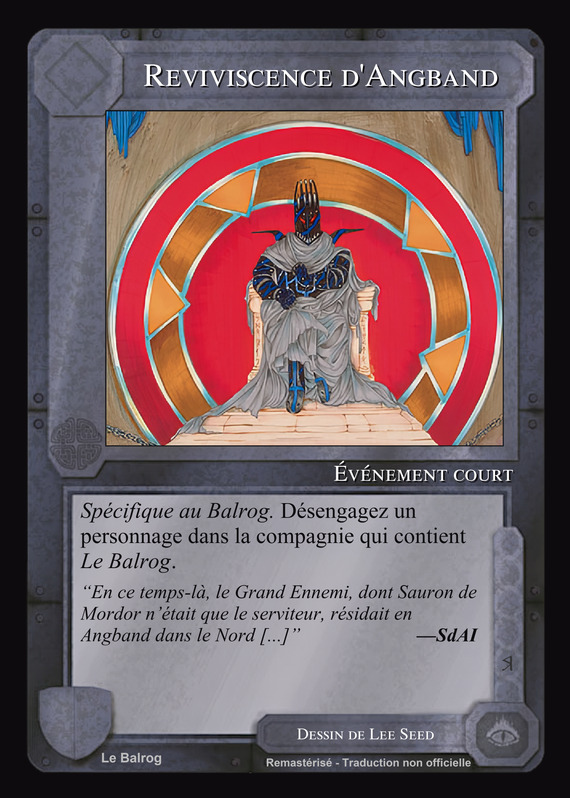 Reviviscence d'Angband
Événement court
Spécifique au Balrog. Désengagez un
personnage dans la compagnie qui contient
Le Balrog.
“En ce temps-là, le Grand Ennemi, dont Sauron de
Mordor n’était que le serviteur, résidait en
Angband dans le Nord [...]” —SdAI
Dessin de Lee Seed
Le Balrog
Remastérisé - Traduction non officielle